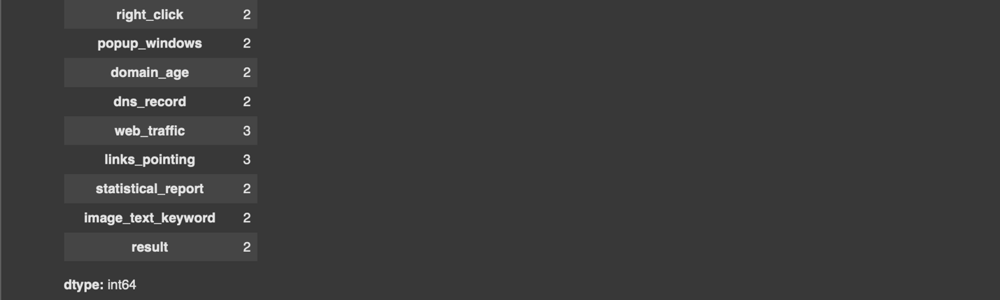 right_click 2
popup_windows 2
domain_age 2
dns_record 2
web_traffic 3
links_pointing 3
statistical_report 2
image_text_keyword 2
result 2
dtype: int64